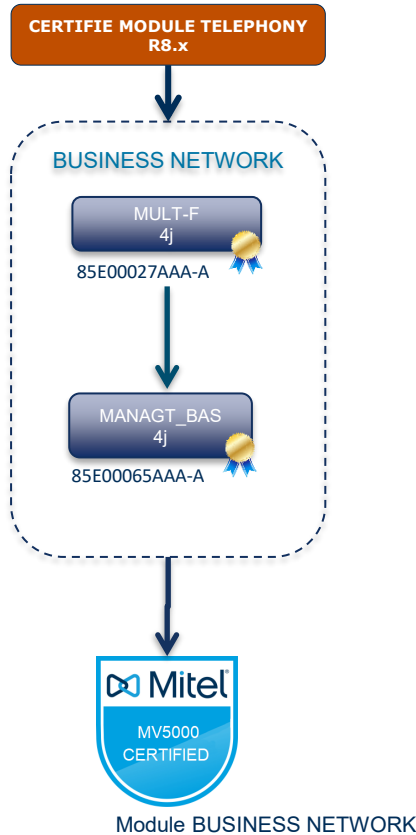 CERTIFIE MODULE TELEPHONY
R8.x
BUSINESS NETWORK
MULT-F
4j
85E00027AAA-A
MANAGT_BAS
4j
85E00065AAA-A
Mitel
MV5000
CERTIFIED
Module BUSINESS NETWORK